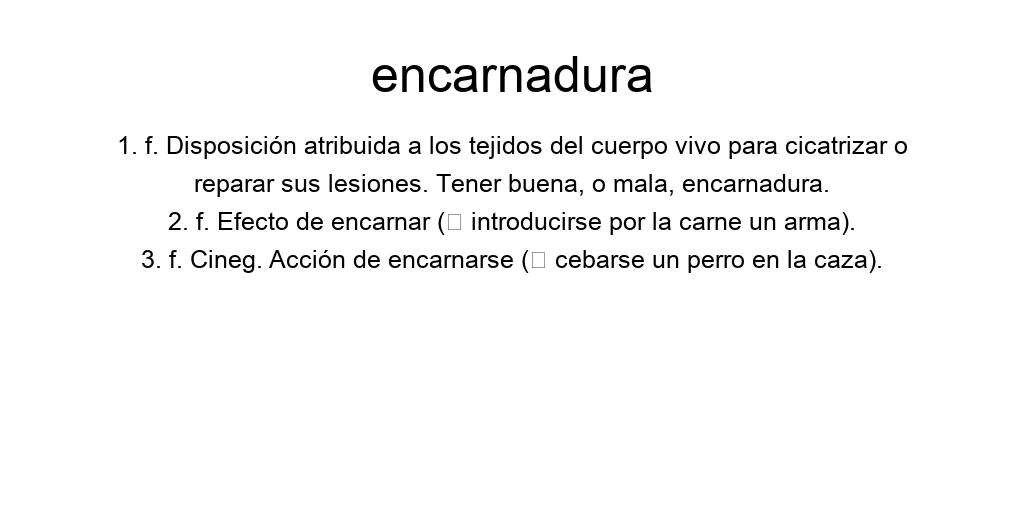 encarnadura
1. f. Disposición atribuida a los tejidos del cuerpo vivo para cicatrizar o
reparar sus lesiones. Tener buena, o mala, encarnadura.
2. f. Efecto de encarnar (□ introducirse por la carne un arma).
3. f. Cineg. Acción de encarnarse (□ cebarse un perro en la caza).